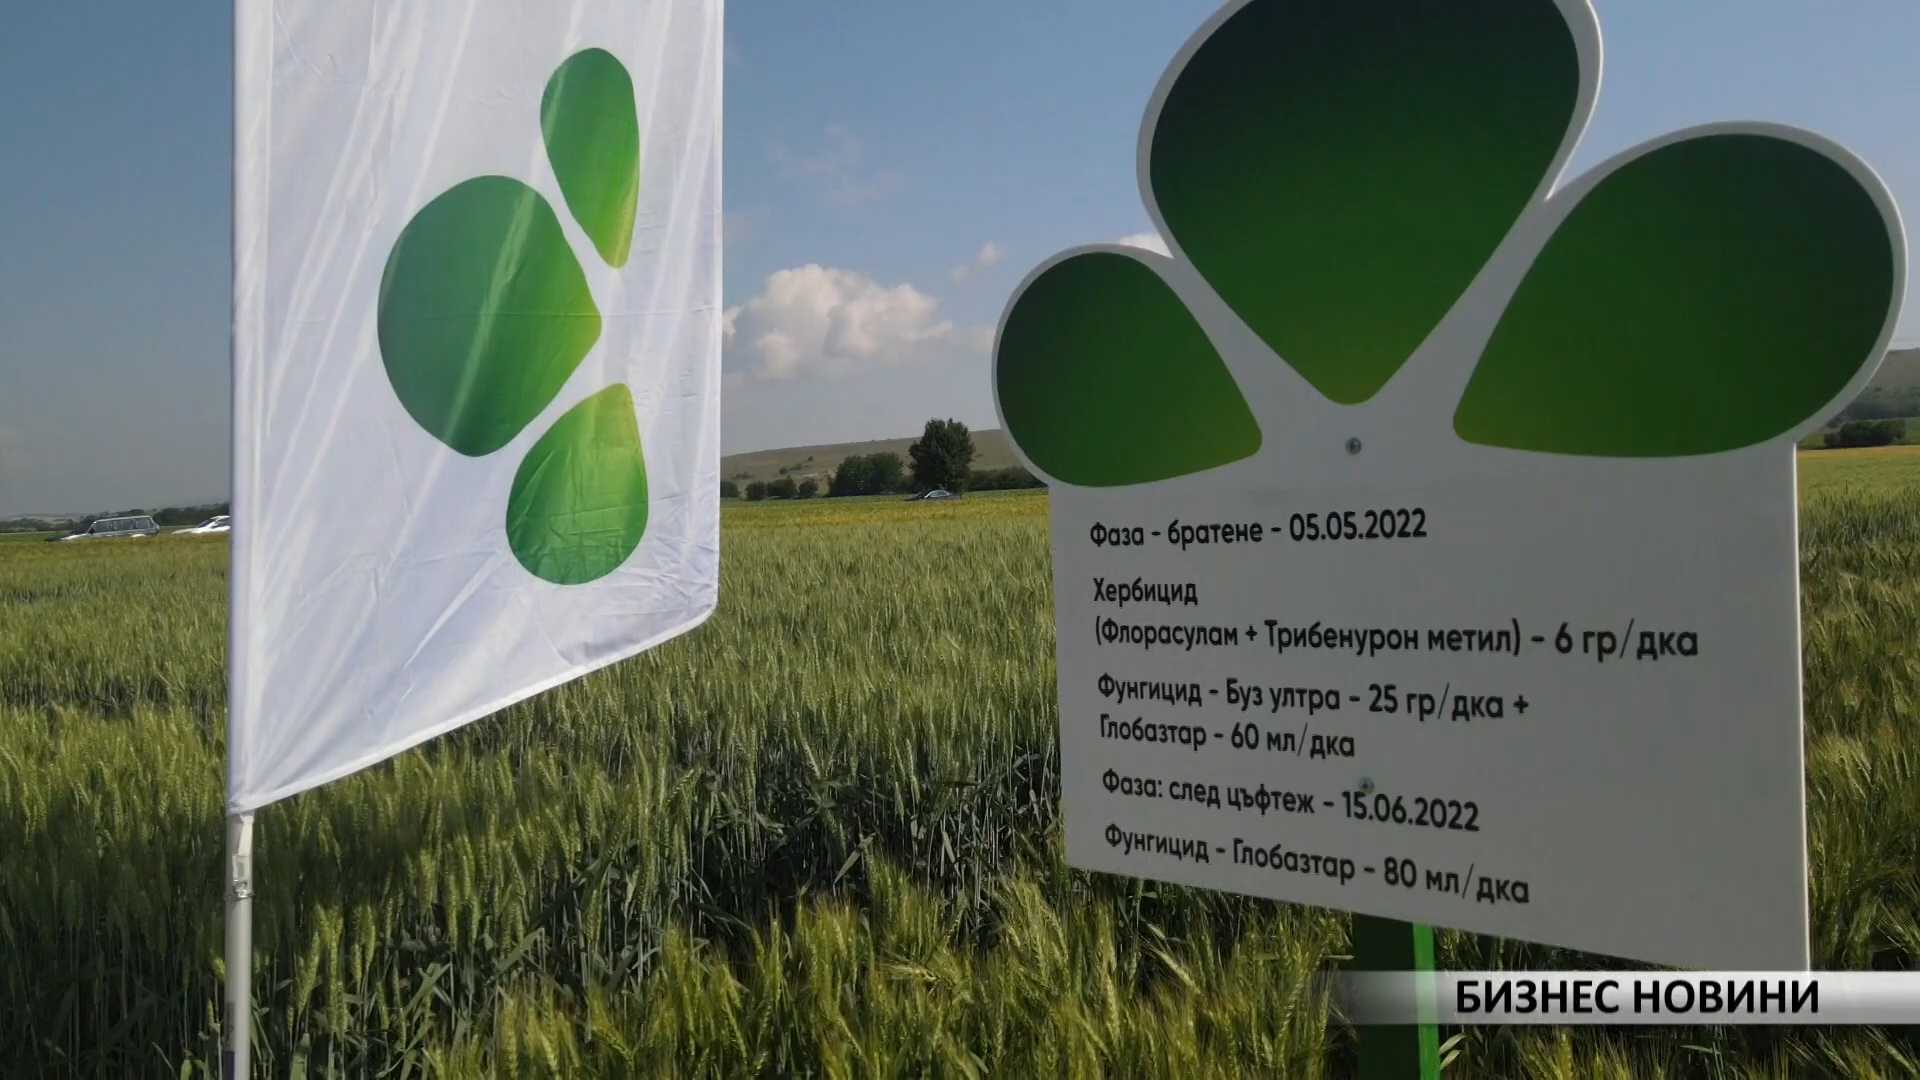 Фаза - братене - 05.05.2022
Хербицид
(Флорасулам + Трибенурон метил) - 6 гр/дка
Фунгицид - Буз ултра - 25 гр/дка +
Глобазтар - 60 мл/дка
Фаза: след цъфтеж - 15.06.2022
Фунгицид - Глобазтар - 80 мл/дка
БИЗНЕС НОВИНИ